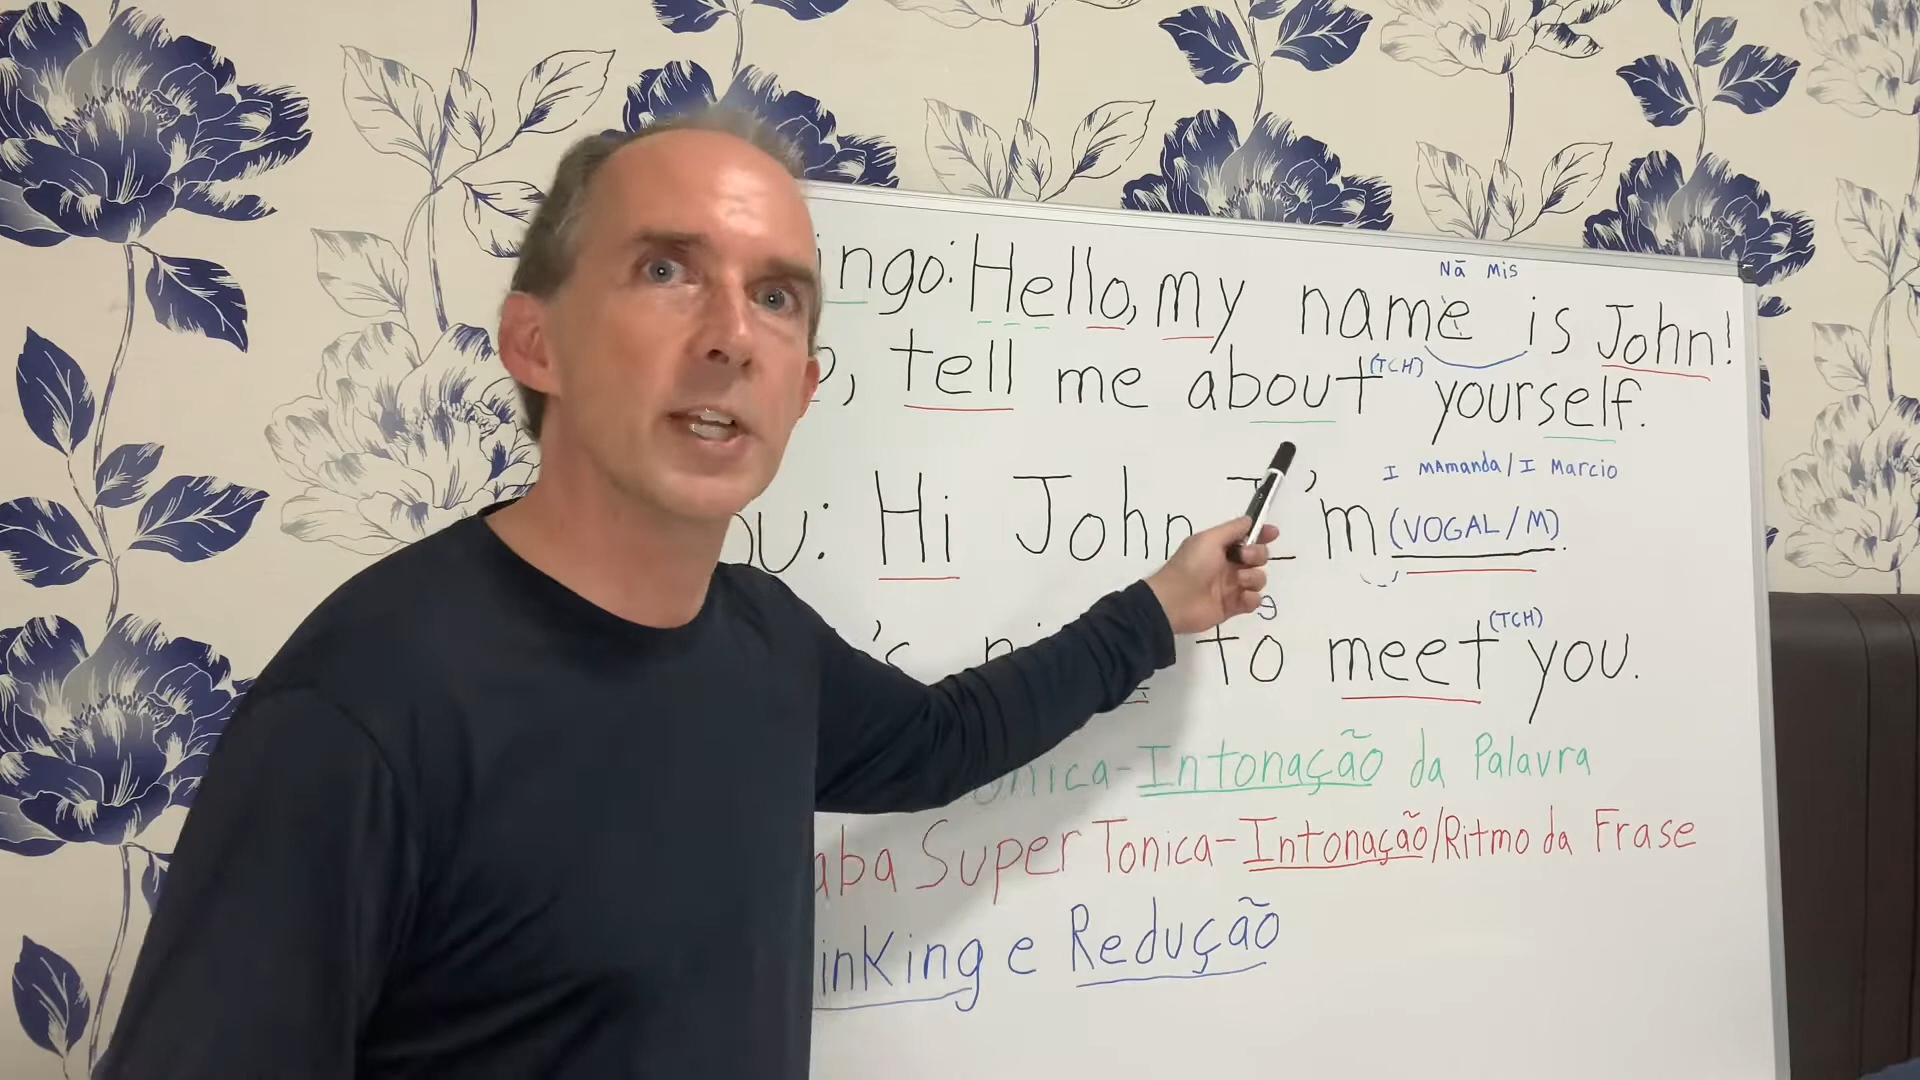 Nã Mis
ingo: Hello, my name is John!
(TCH)
, tell me about yourself.
I MAmanda/I Marcio
ou: Hi John I'm (VOGAL/M).
ə (TCH)
's to meet you.
onica-Intonação da Palavra
aba Super Tonica-Intonação/Ritmo da Frase
inking e Redução